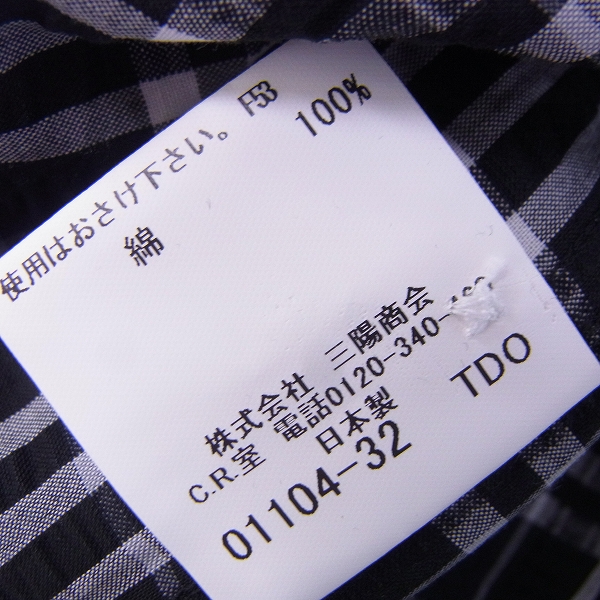 使用はおさけ下さい。 F53
綿 100%
株式会社 三陽商会
C.R.室 電話0120-340-460
日本製
01104-32 TDO